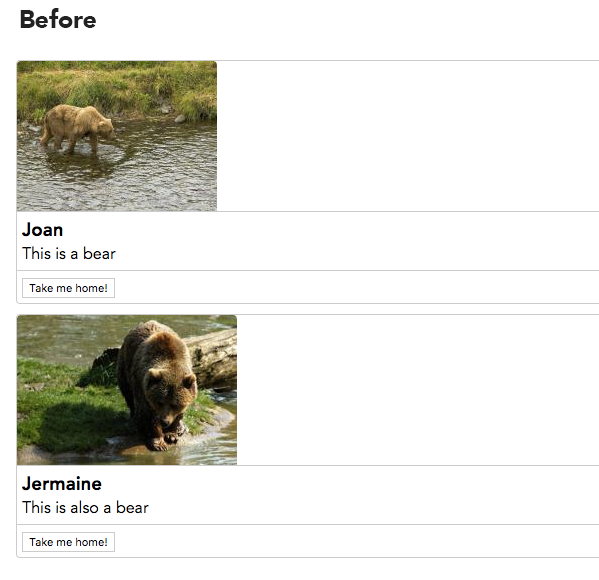 Before
Joan
This is a bear
Take me home!
Jermaine
This is also a bear
Take me home!